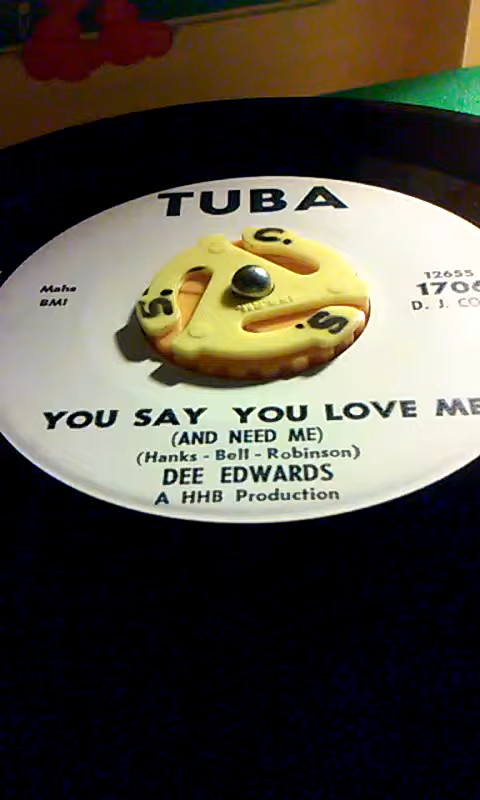 TUBA
C.
S.
S.
Maha
BMI
12655
1706
D. J. CO
YOU SAY YOU LOVE ME
(AND NEED ME)
(Hanks - Bell - Robinson)
DEE EDWARDS
A HHB Production